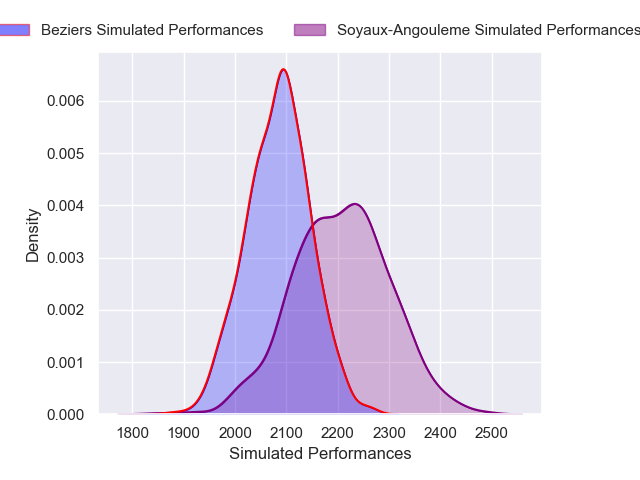 Beziers Simulated Performances Soyaux-Angouleme Simulated Performances
0.006
0.005
0.004
0.003
0.002
0.001
0.000
Density
1800 1900 2000 2100 2200 2300 2400 2500
Simulated Performances